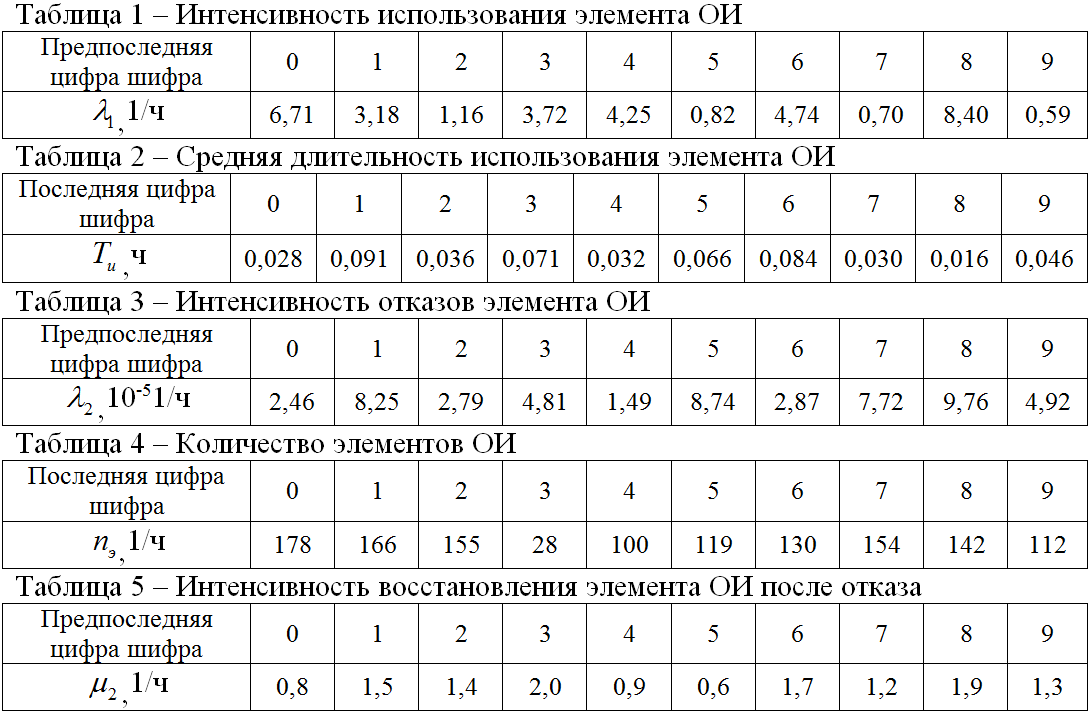 Таблица 1 – Интенсивность использования элемента ОИ
Предпоследняя цифра шифра 0 1 2 3 4 5 6 7 8 9
λ₁, 1/ч 6,71 3,18 1,16 3,72 4,25 0,82 4,74 0,70 8,40 0,59
Таблица 2 – Средняя длительность использования элемента ОИ
Последняя цифра шифра 0 1 2 3 4 5 6 7 8 9
Tᵤ, ч 0,028 0,091 0,036 0,071 0,032 0,066 0,084 0,030 0,016 0,046
Таблица 3 – Интенсивность отказов элемента ОИ
Предпоследняя цифра шифра 0 1 2 3 4 5 6 7 8 9
λ₂, 10⁻⁵1/ч 2,46 8,25 2,79 4,81 1,49 8,74 2,87 7,72 9,76 4,92
Таблица 4 – Количество элементов ОИ
Последняя цифра шифра 0 1 2 3 4 5 6 7 8 9
nэ, 1/ч 178 166 155 28 100 119 130 154 142 112
Таблица 5 – Интенсивность восстановления элемента ОИ после отказа
Предпоследняя цифра шифра 0 1 2 3 4 5 6 7 8 9
μ₂, 1/ч 0,8 1,5 1,4 2,0 0,9 0,6 1,7 1,2 1,9 1,3